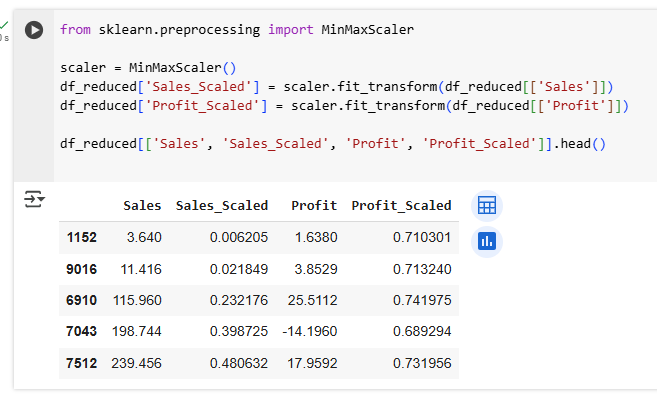 from sklearn.preprocessing import MinMaxScaler
scaler = MinMaxScaler()
df_reduced['Sales_Scaled'] = scaler.fit_transform(df_reduced[['Sales']])
df_reduced['Profit_Scaled'] = scaler.fit_transform(df_reduced[['Profit']])
df_reduced[['Sales', 'Sales_Scaled', 'Profit', 'Profit_Scaled']].head()
Sales Sales_Scaled Profit Profit_Scaled
1152 3.640 0.006205 1.6380 0.710301
9016 11.416 0.021849 3.8529 0.713240
6910 115.960 0.232176 25.5112 0.741975
7043 198.744 0.398725 -14.1960 0.689294
7512 239.456 0.480632 17.9592 0.731956